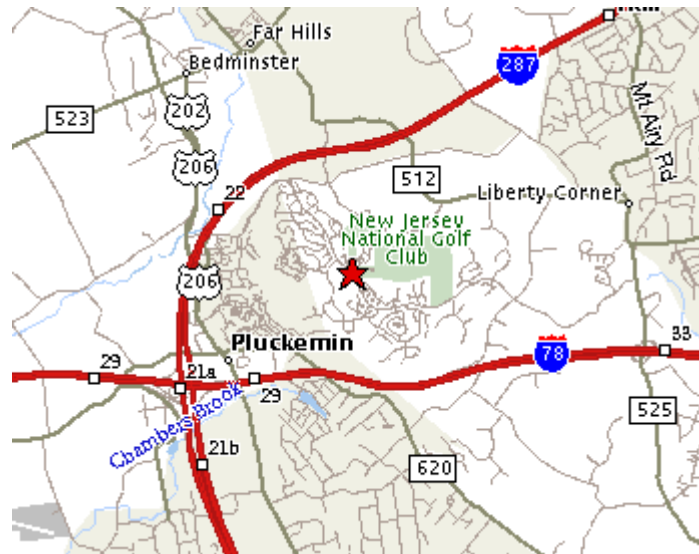 Far Hills
Bedminster
287
523
202
206
Mt Airy Rd
512
22
Liberty Corner
New Jersey
National Golf
Club
206
Pluckemin
33
78
29
21a
29
Chambers Brook
525
21b
620